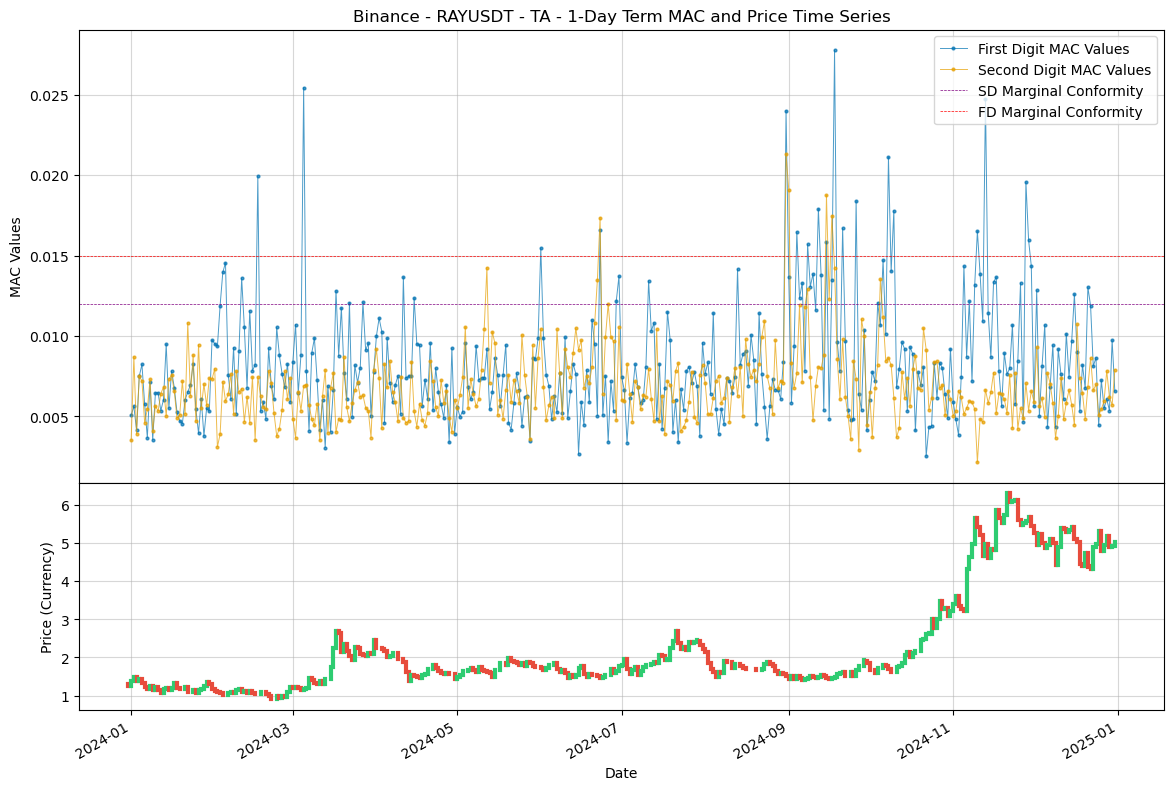 Binance - RAYUSDT - TA - 1-Day Term MAC and Price Time Series
First Digit MAC Values
Second Digit MAC Values
SD Marginal Conformity
FD Marginal Conformity
MAC Values
0.025
0.020
0.015
0.010
0.005
Price (Currency)
6
5
4
3
2
1
2024-01
2024-03
2024-05
2024-07
2024-09
2024-11
2025-01
Date